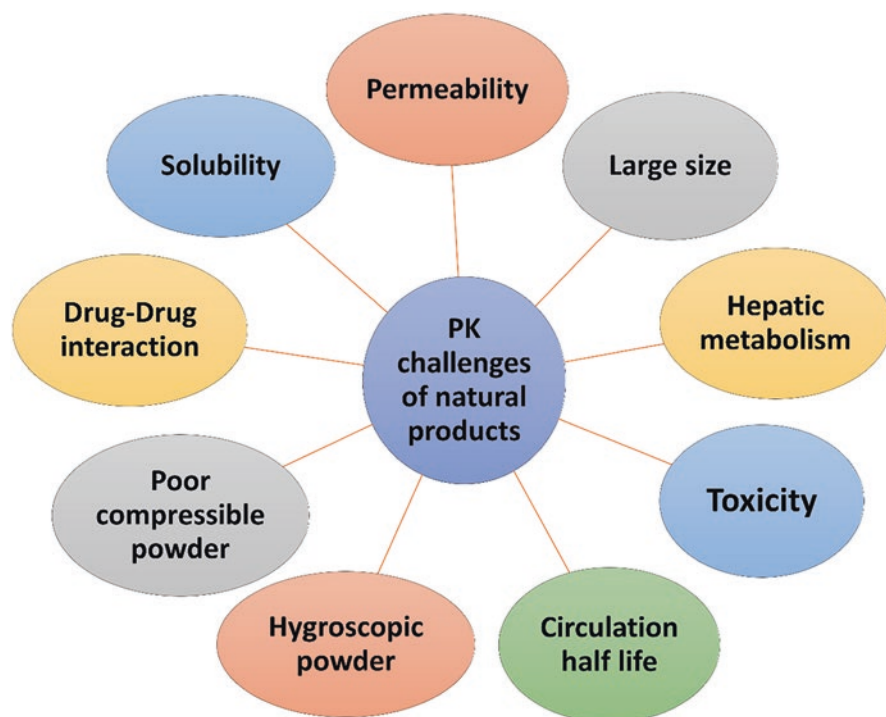 Permeability
Large size
Hepatic
metabolism
Toxicity
Circulation
half life
Hygroscopic
powder
Poor
compressible
powder
Drug-Drug
interaction
Solubility
PK
challenges
of natural
products